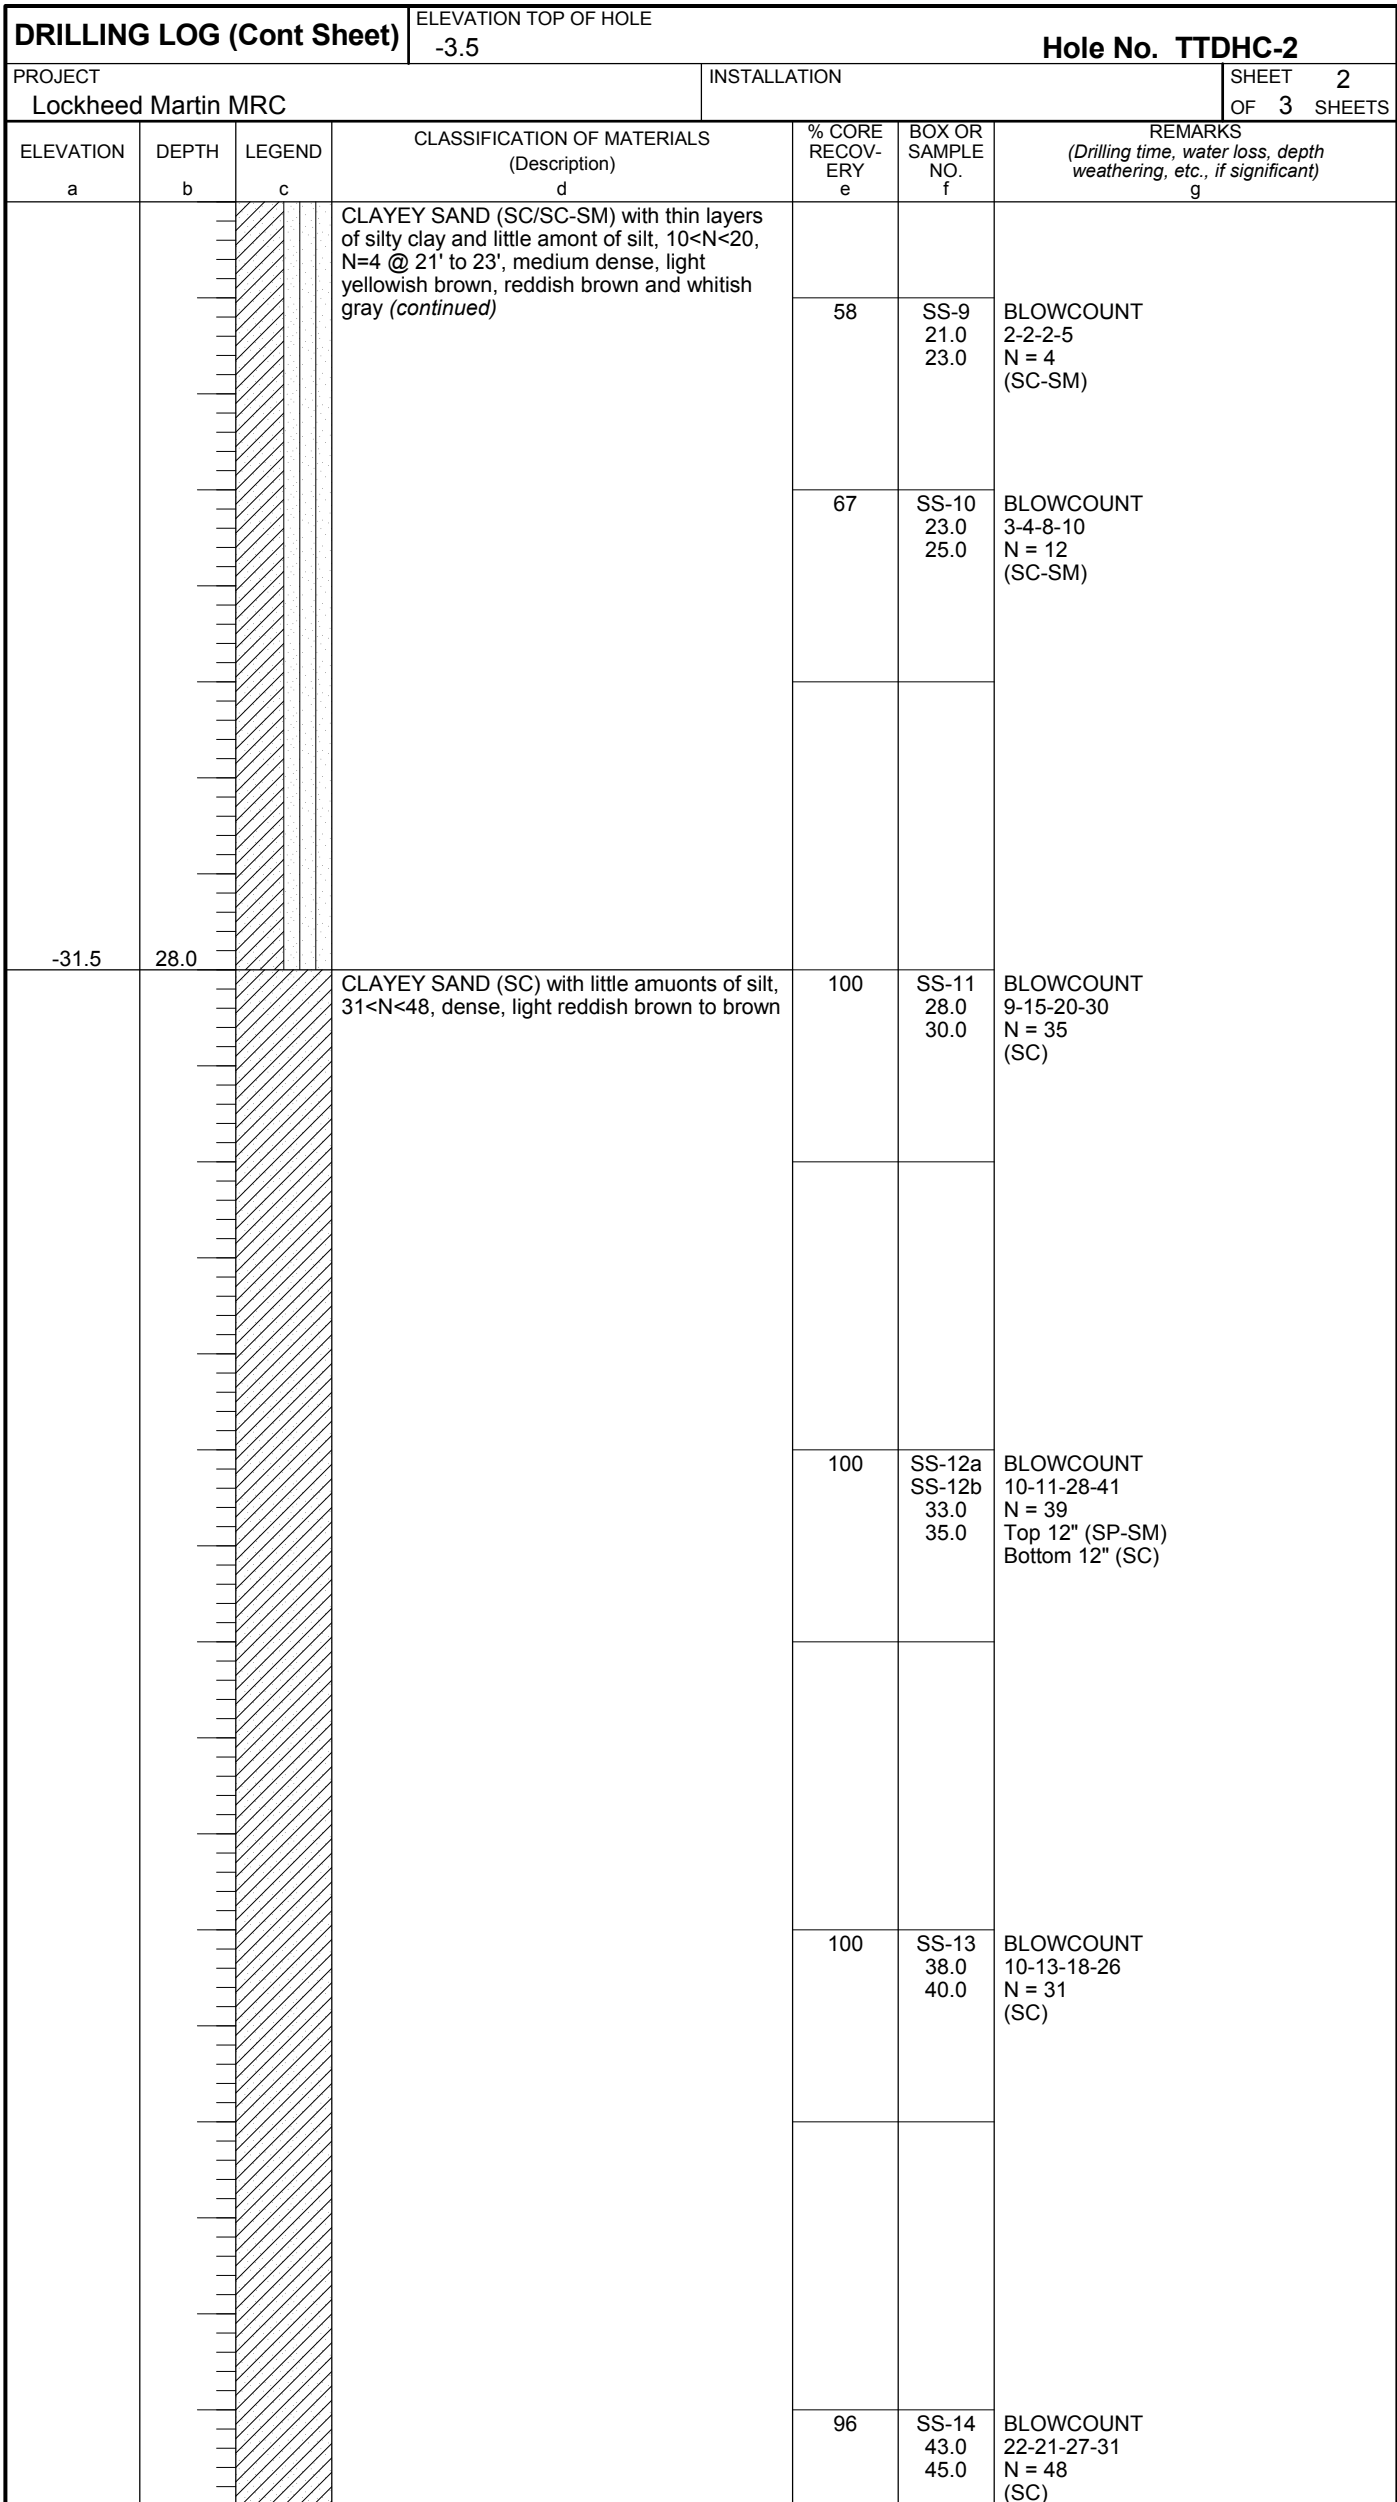 DRILLING LOG (Cont Sheet)
ELEVATION TOP OF HOLE
-3.5
Hole No. TTDHC-2
PROJECT
Lockheed Martin MRC
INSTALLATION
SHEET 2
OF 3 SHEETS
ELEVATION
a
DEPTH
b
LEGEND
c
CLASSIFICATION OF MATERIALS
(Description)
d
% CORE
RECOV-
ERY
e
BOX OR
SAMPLE
NO.
f
REMARKS
(Drilling time, water loss, depth
weathering, etc., if significant)
g
CLAYEY SAND (SC/SC-SM) with thin layers
of silty clay and little amont of silt, 10<N<20,
N=4 @ 21' to 23', medium dense, light
yellowish brown, reddish brown and whitish
gray (continued)
58
SS-9
21.0
23.0
BLOWCOUNT
2-2-2-5
N = 4
(SC-SM)
67
SS-10
23.0
25.0
BLOWCOUNT
3-4-8-10
N = 12
(SC-SM)
-31.5
28.0
CLAYEY SAND (SC) with little amuonts of silt,
31<N<48, dense, light reddish brown to brown
100
SS-11
28.0
30.0
BLOWCOUNT
9-15-20-30
N = 35
(SC)
100
SS-12a
SS-12b
33.0
35.0
BLOWCOUNT
10-11-28-41
N = 39
Top 12" (SP-SM)
Bottom 12" (SC)
100
SS-13
38.0
40.0
BLOWCOUNT
10-13-18-26
N = 31
(SC)
96
SS-14
43.0
45.0
BLOWCOUNT
22-21-27-31
N = 48
(SC)